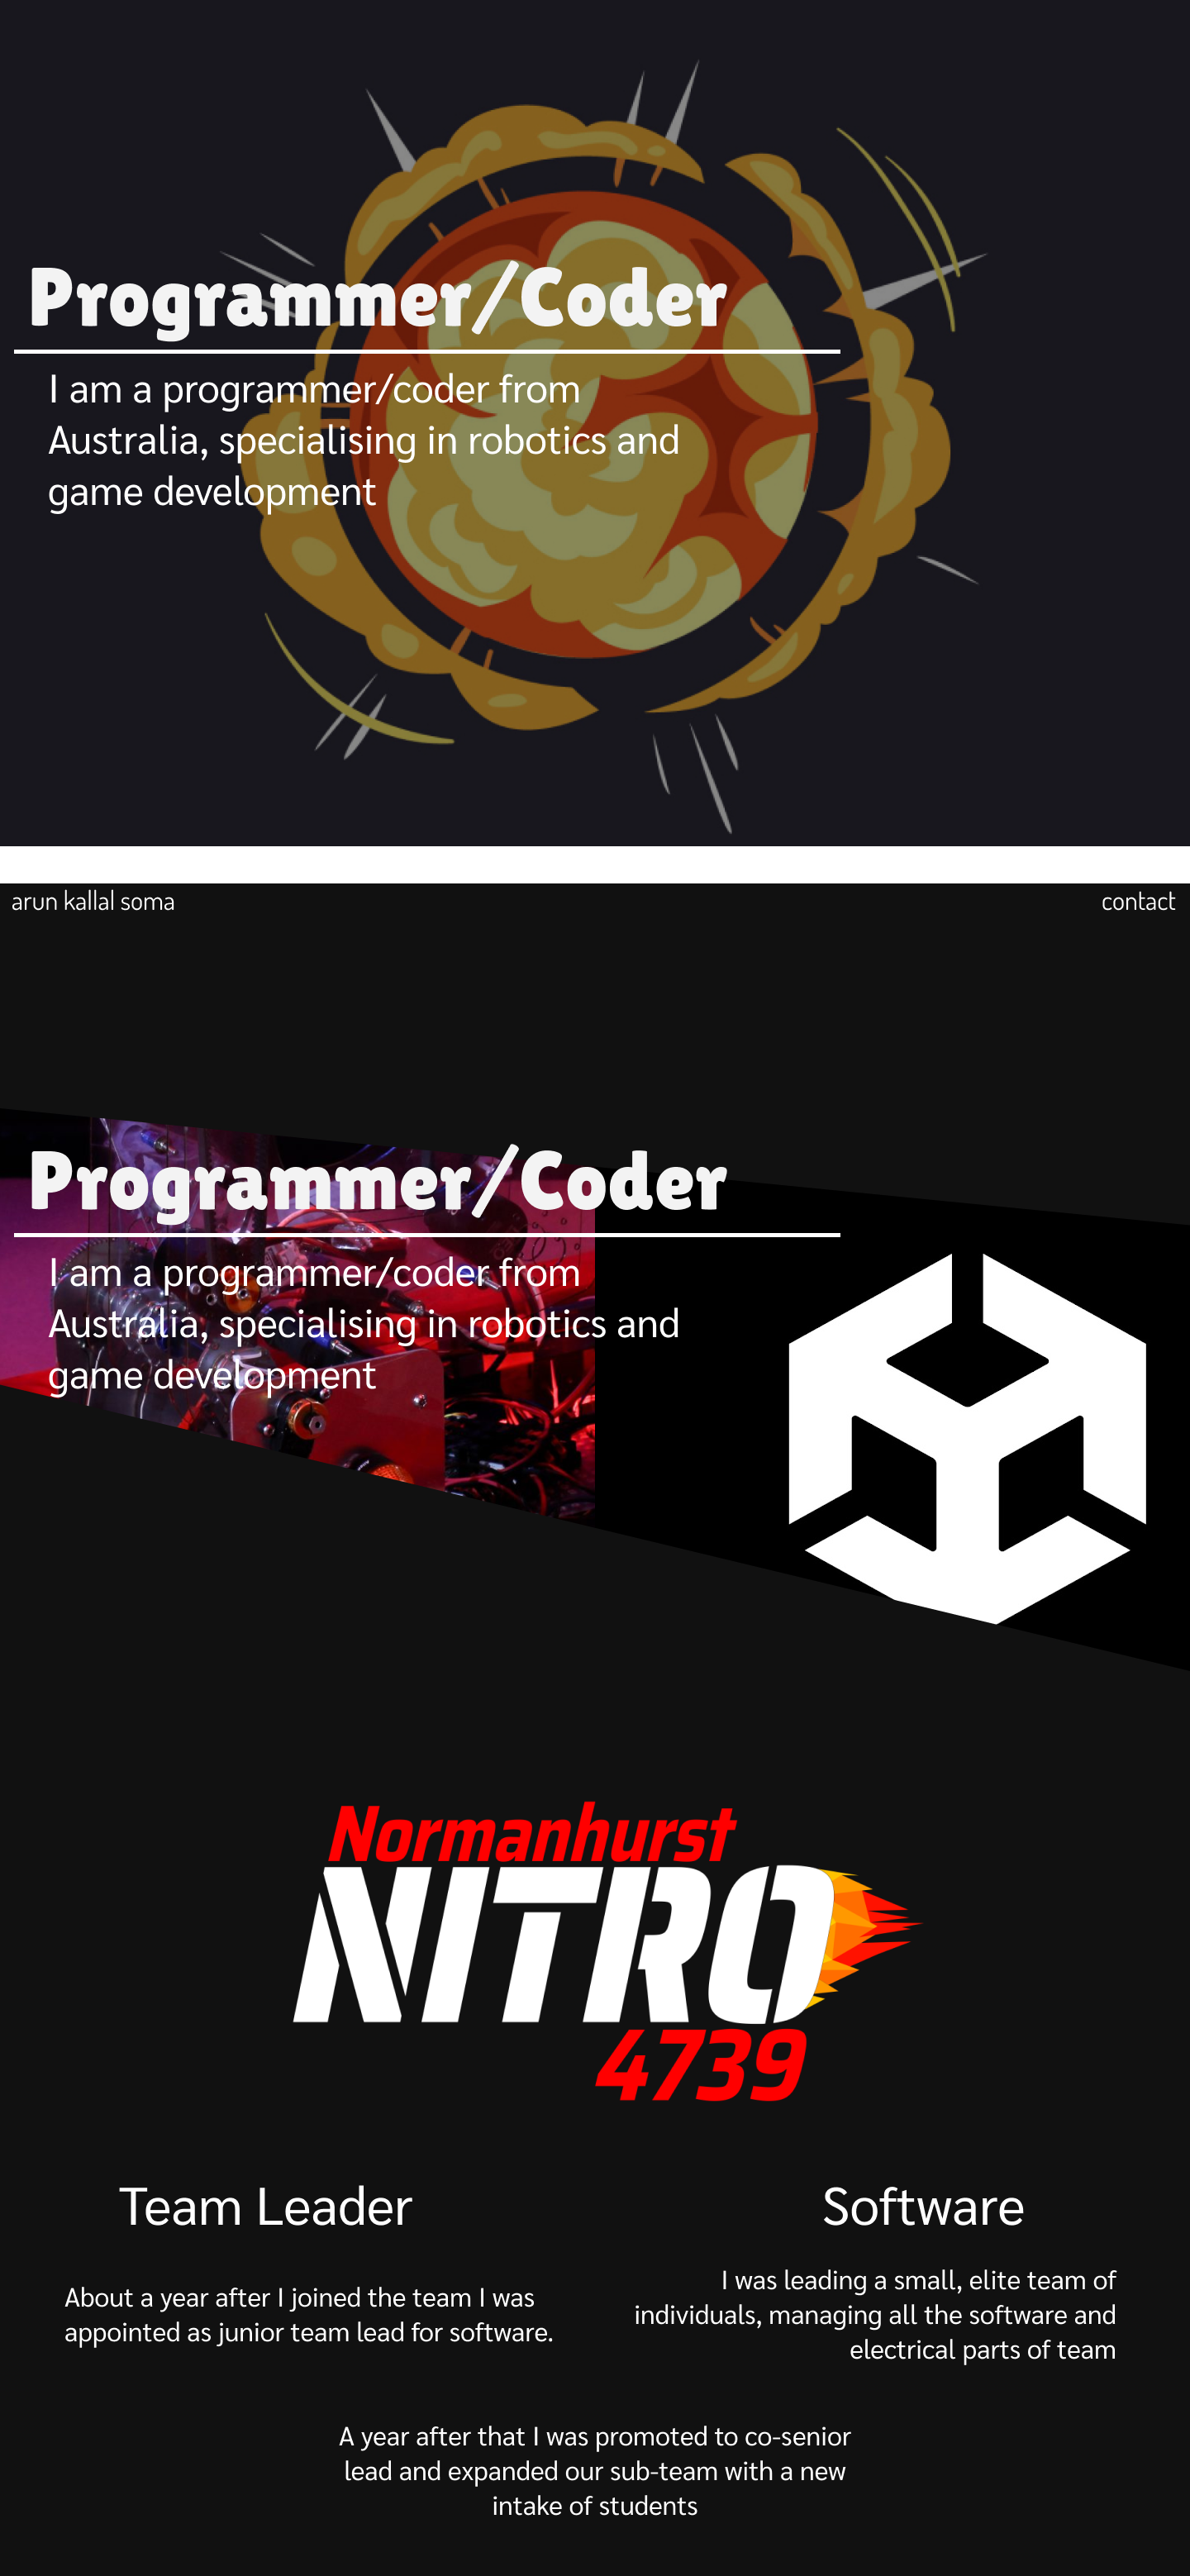 Programmer/Coder
I am a programmer/coder from
Australia, specialising in robotics and
game development
arun kallal soma
contact
Programmer/Coder
I am a programmer/coder from
Australia, specialising in robotics and
game development
Normanhurst
NITRO
4739
Team Leader
About a year after I joined the team I was
appointed as junior team lead for software.
Software
I was leading a small, elite team of
individuals, managing all the software and
electrical parts of team
A year after that I was promoted to co-senior
lead and expanded our sub-team with a new
intake of students